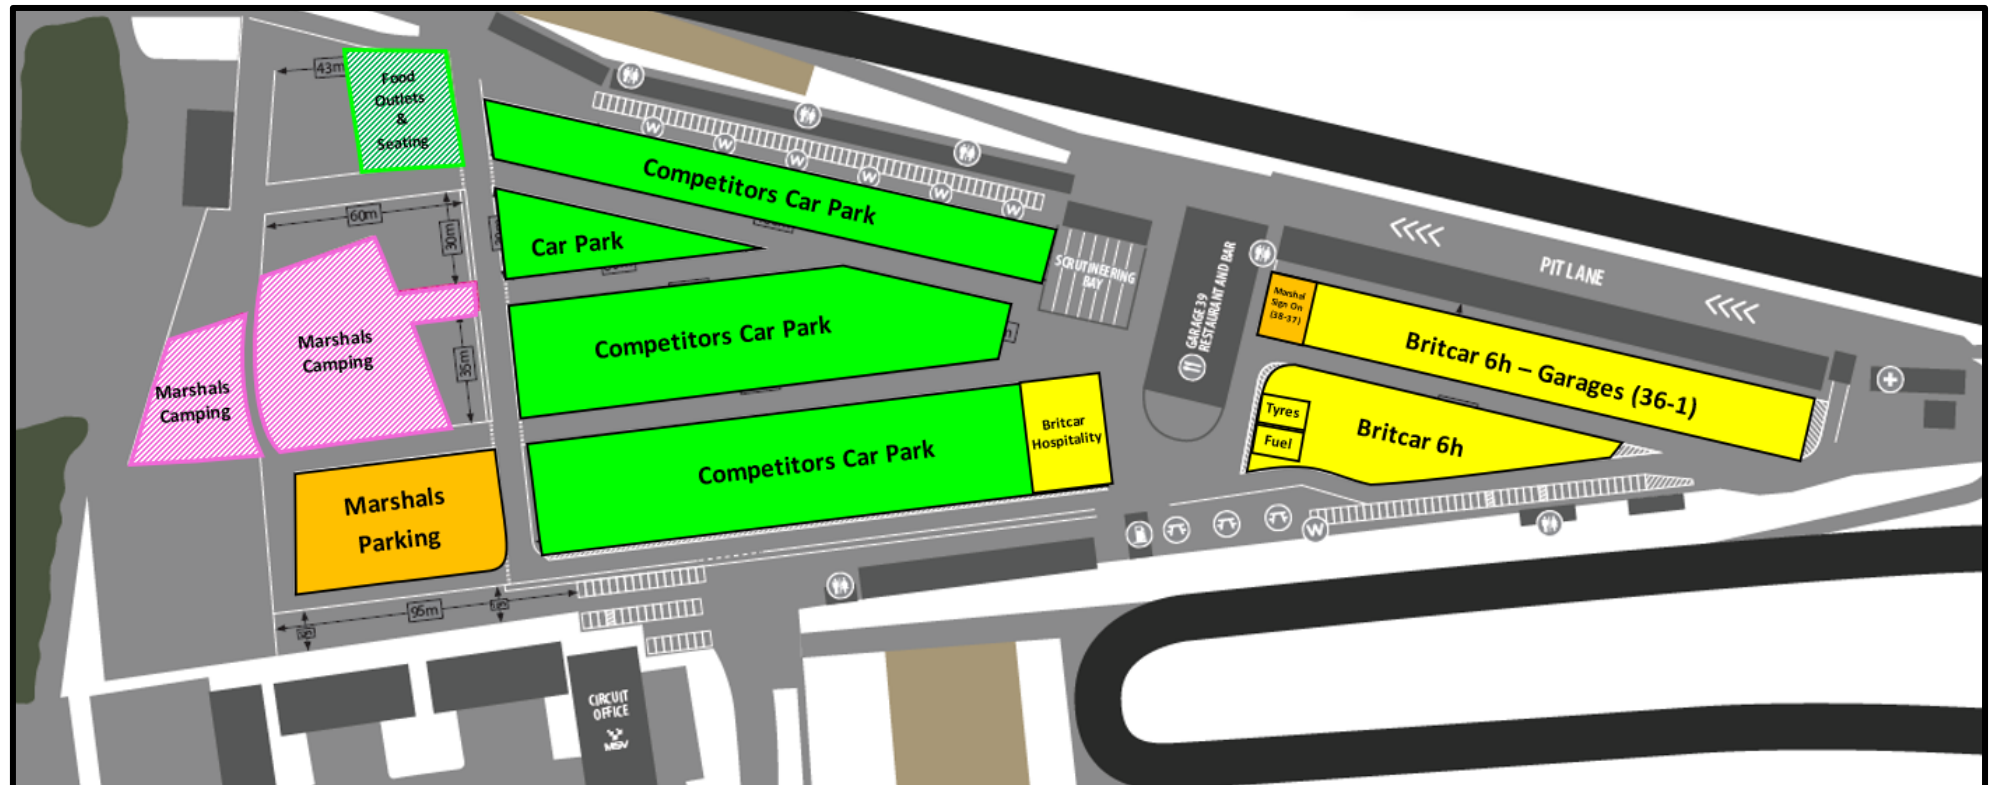 43m
Food
Outlets
&
Seating
60m
30m
35m
Marshals
Camping
Marshals
Camping
Marshals
Parking
95m
Competitors Car Park
Car Park
Competitors Car Park
Competitors Car Park
Britcar
Hospitality
W
W
W
W
W
W
SCRUTINEERING
BAY
GARAGE 39
RESTAURANT AND BAR
PIT LANE
Marshal
Sign On
(38-37)
Britcar 6h – Garages (36-1)
Tyres
Fuel
Britcar 6h
W
CIRCUIT
OFFICE
MSV